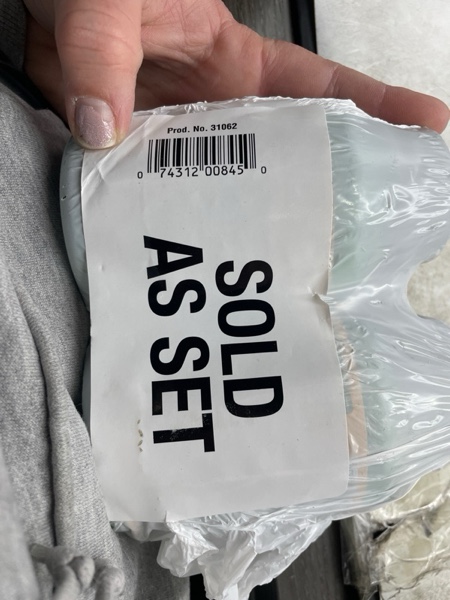 Prod. No. 31062
0 74312 00845 0
SOLD
AS SET